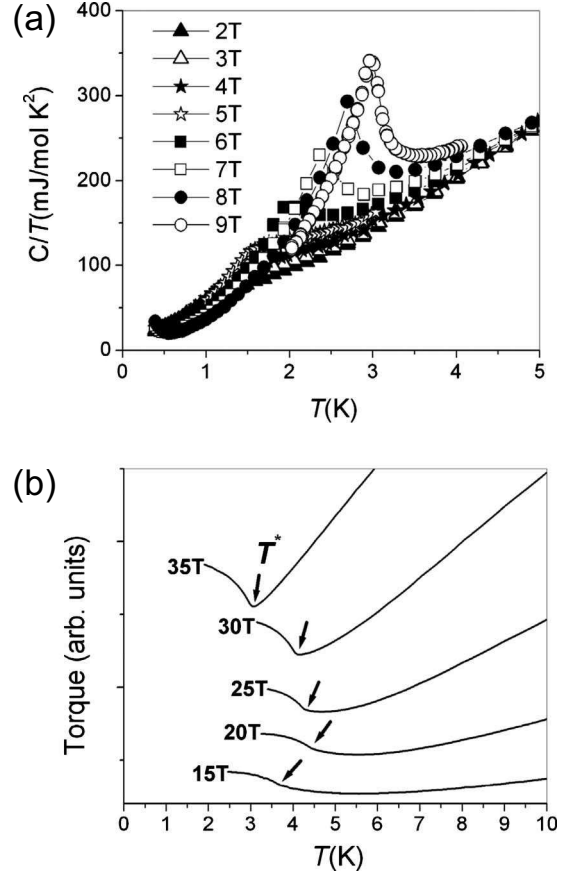 (a)
400
300
200
100
0
C/T(mJ/mol K²)
2T
3T
4T
5T
6T
7T
8T
9T
0 1 2 3 4 5
T(K)
(b)
Torque (arb. units)
T*
35T
30T
25T
20T
15T
0 1 2 3 4 5 6 7 8 9 10
T(K)